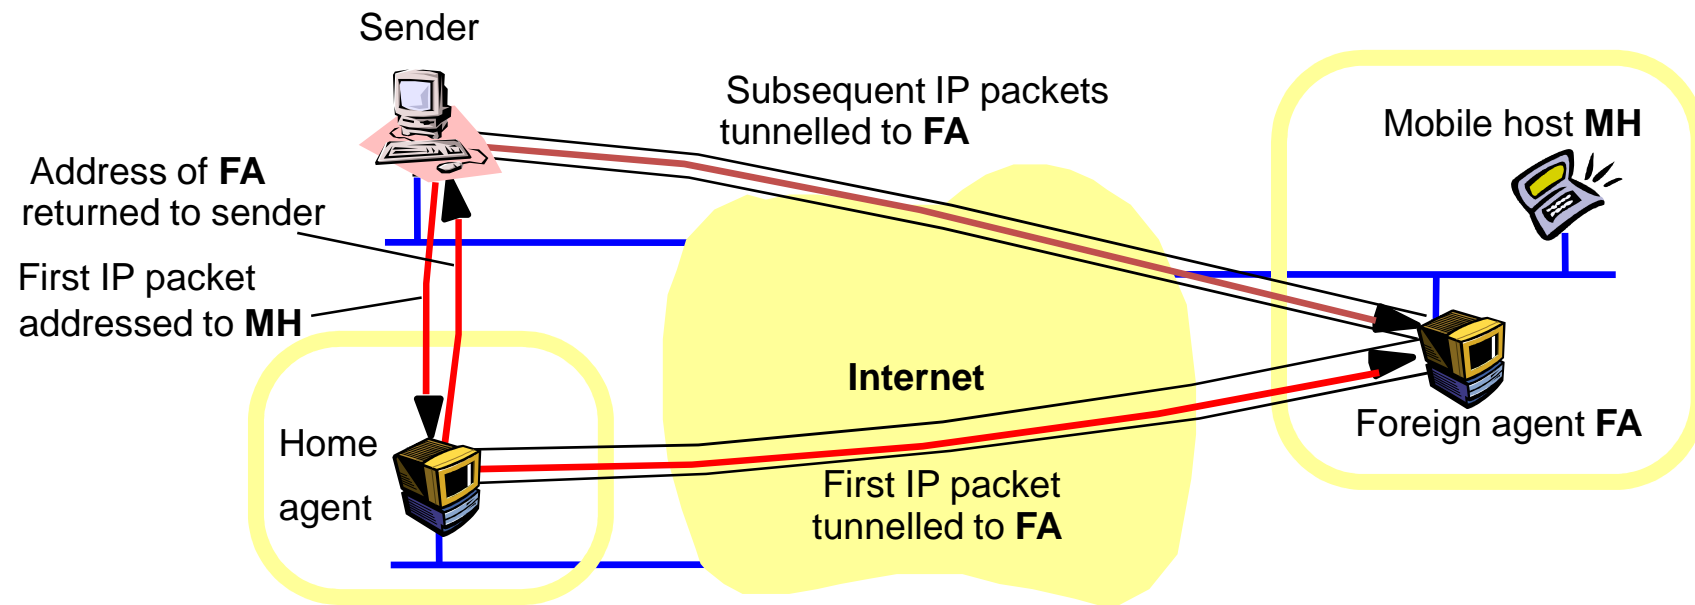 Sender
Subsequent IP packets
tunnelled to FA
Mobile host MH
Address of FA
returned to sender
First IP packet
addressed to MH
Internet
Home
agent
Foreign agent FA
First IP packet
tunnelled to FA